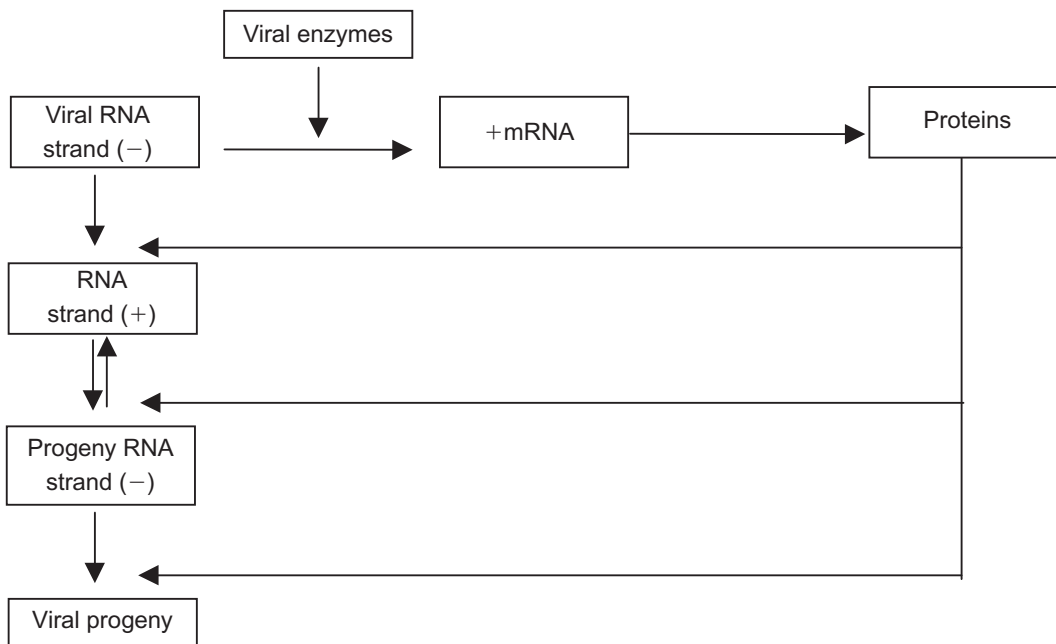 Viral enzymes
Viral RNA
strand (−)
+mRNA
Proteins
RNA
strand (+)
Progeny RNA
strand (−)
Viral progeny